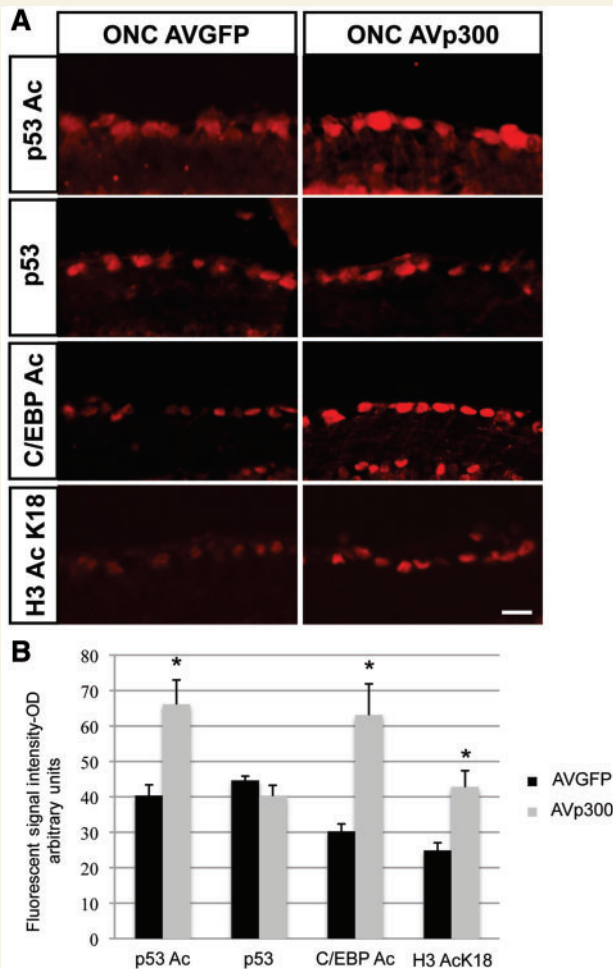 A
ONC AVGFP
ONC AVp300
p53 Ac
p53
C/EBP Ac
H3 Ac K18
B
Fluorescent signal intensity-OD
arbitrary units
80
70
60
50
40
30
20
10
0
*
*
*
p53 Ac
p53
C/EBP Ac
H3 AcK18
AVGFP
AVp300